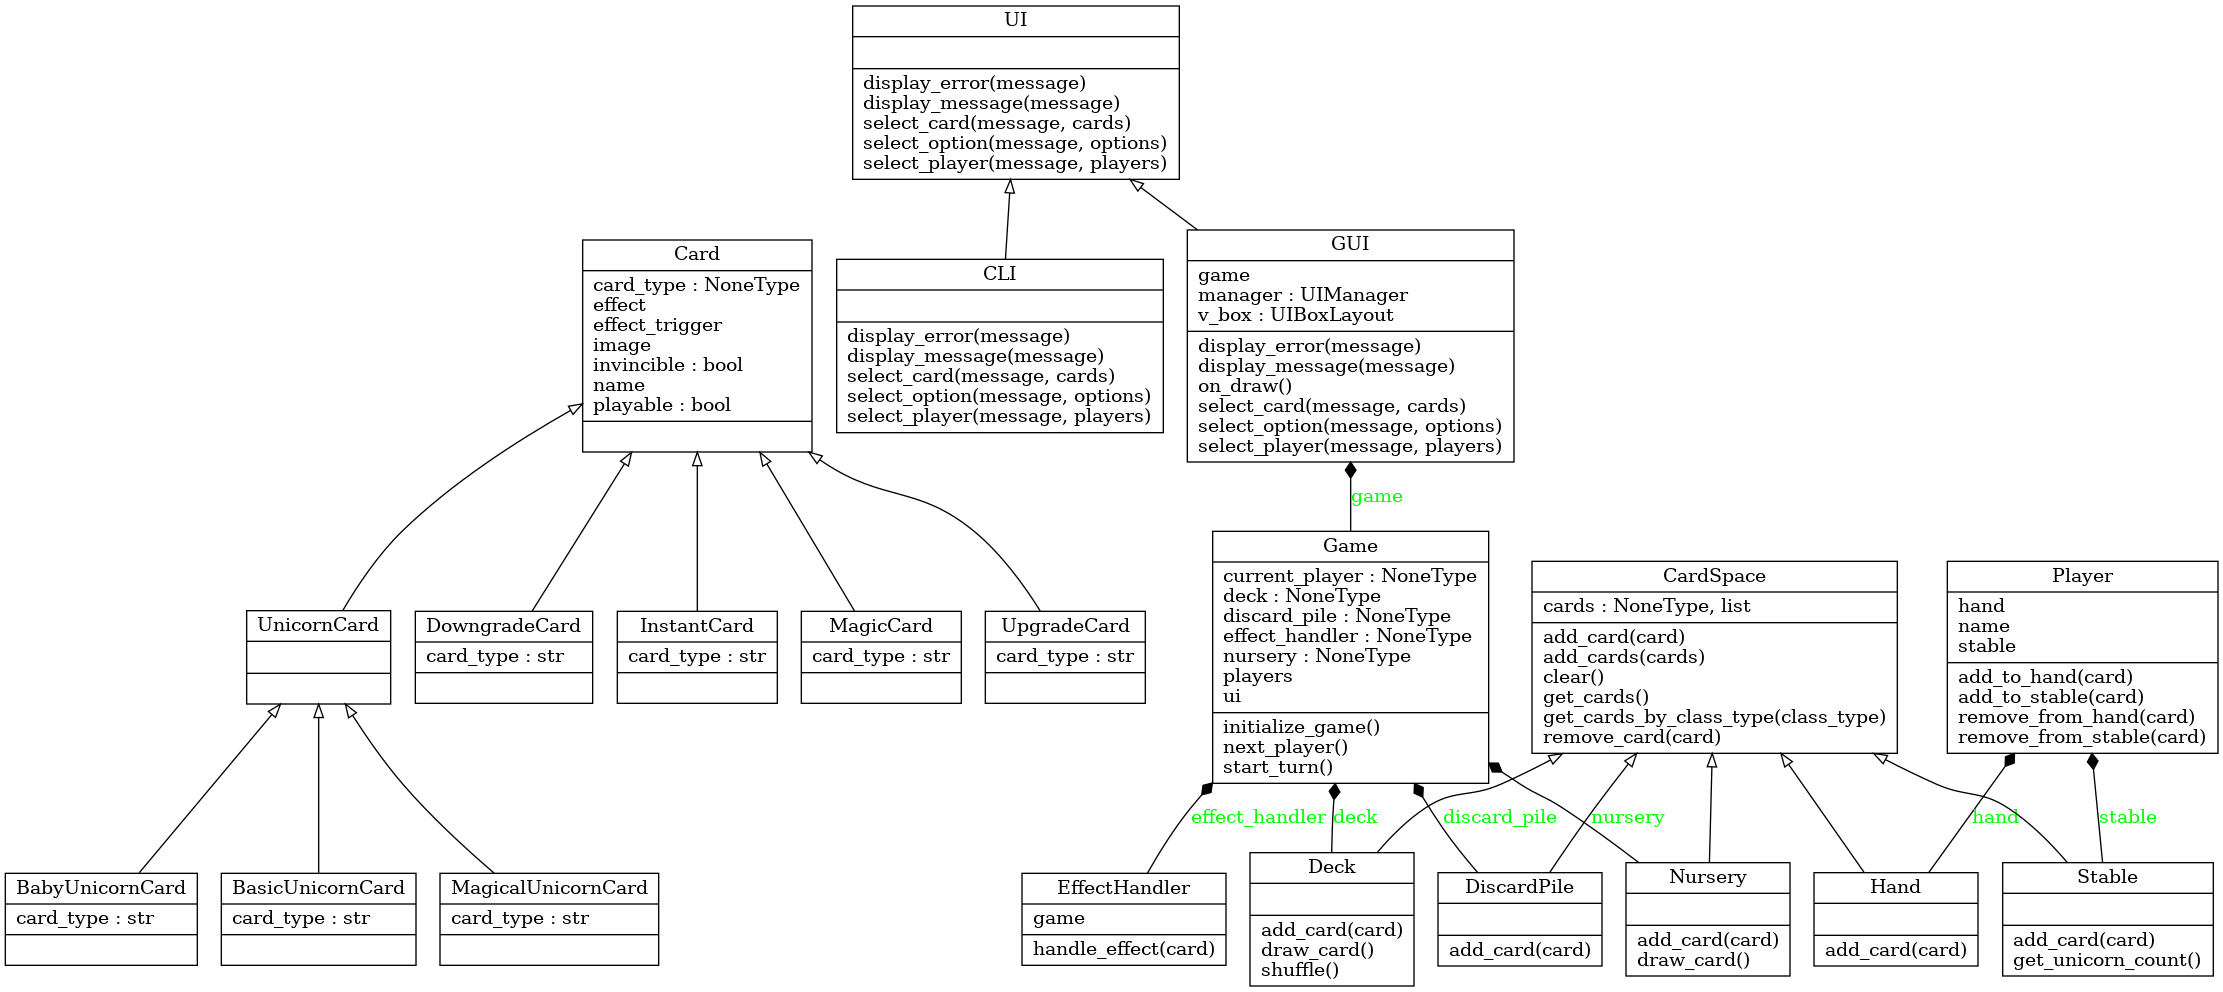 UI
display_error(message)
display_message(message)
select_card(message, cards)
select_option(message, options)
select_player(message, players)
Card
card_type : NoneType
effect
effect_trigger
image
invincible : bool
name
playable : bool
CLI
display_error(message)
display_message(message)
select_card(message, cards)
select_option(message, options)
select_player(message, players)
GUI
game
manager : UIManager
v_box : UIBoxLayout
display_error(message)
display_message(message)
on_draw()
select_card(message, cards)
select_option(message, options)
select_player(message, players)
game
UnicornCard
DowngradeCard
card_type : str
InstantCard
card_type : str
MagicCard
card_type : str
UpgradeCard
card_type : str
Game
current_player : NoneType
deck : NoneType
discard_pile : NoneType
effect_handler : NoneType
nursery : NoneType
players
ui
initialize_game()
next_player()
start_turn()
CardSpace
cards : NoneType, list
add_card(card)
add_cards(cards)
clear()
get_cards()
get_cards_by_class_type(class_type)
remove_card(card)
Player
hand
name
stable
add_to_hand(card)
add_to_stable(card)
remove_from_hand(card)
remove_from_stable(card)
effect_handler
deck
discard_pile
nursery
hand
stable
BabyUnicornCard
card_type : str
BasicUnicornCard
card_type : str
MagicalUnicornCard
card_type : str
EffectHandler
game
handle_effect(card)
Deck
add_card(card)
draw_card()
shuffle()
DiscardPile
add_card(card)
Nursery
add_card(card)
draw_card()
Hand
add_card(card)
Stable
add_card(card)
get_unicorn_count()